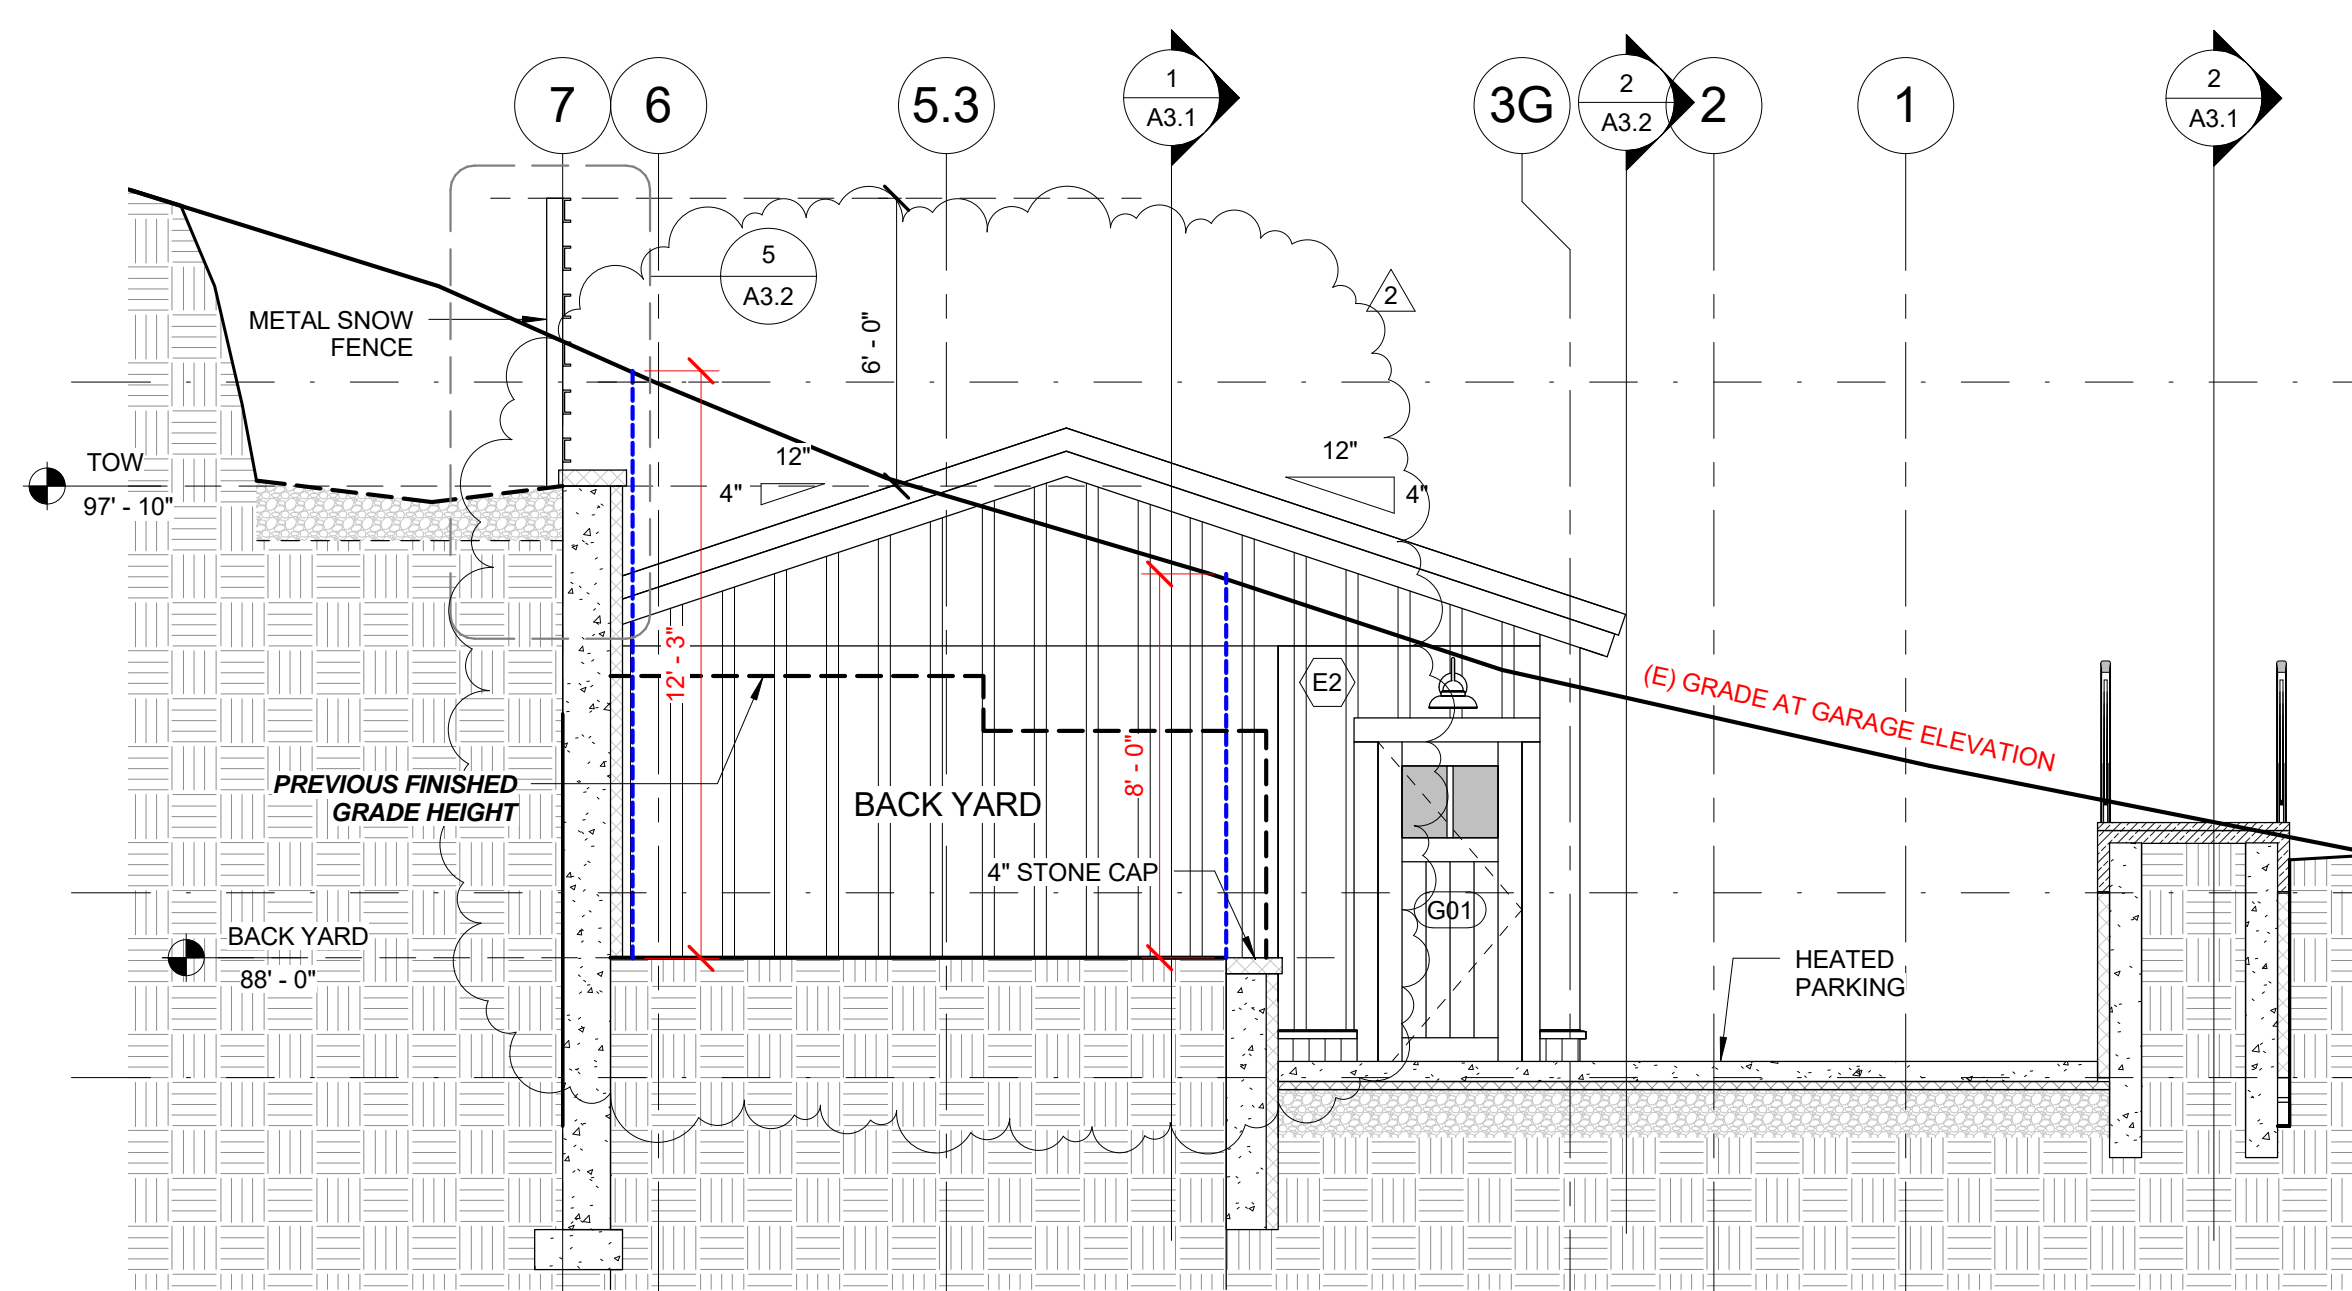 7
6
5.3
1
A3.1
3G
2
A3.2
2
1
2
A3.1
5
A3.2
2
METAL SNOW
FENCE
6' - 0"
TOW
97' - 10"
12"
4"
12"
4"
12' - 3"
E2
(E) GRADE AT GARAGE ELEVATION
PREVIOUS FINISHED
GRADE HEIGHT
BACK YARD
8' - 0"
4" STONE CAP
G01
BACK YARD
88' - 0"
HEATED
PARKING